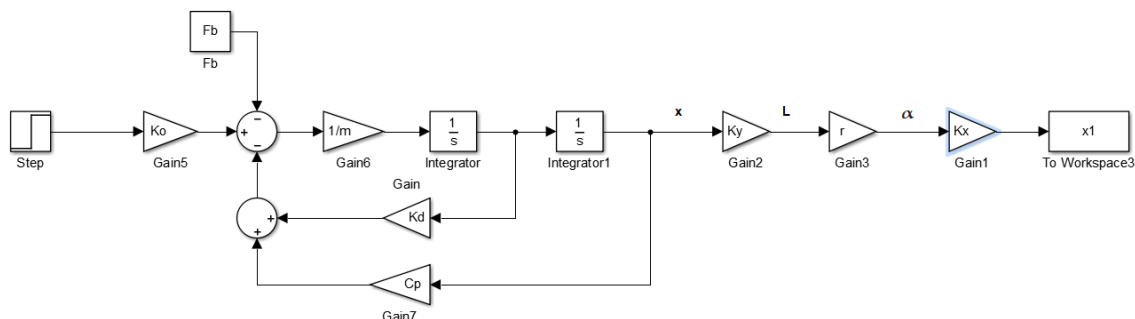 Fb
Fb
Step
Ko
Gain5
−
+
−
1/m
Gain6
1
s
Integrator
1
s
Integrator1
x
Ky
Gain2
L
r
Gain3
α
Kx
Gain1
x1
To Workspace3
Gain
Kd
+
+
Cp
Gain7